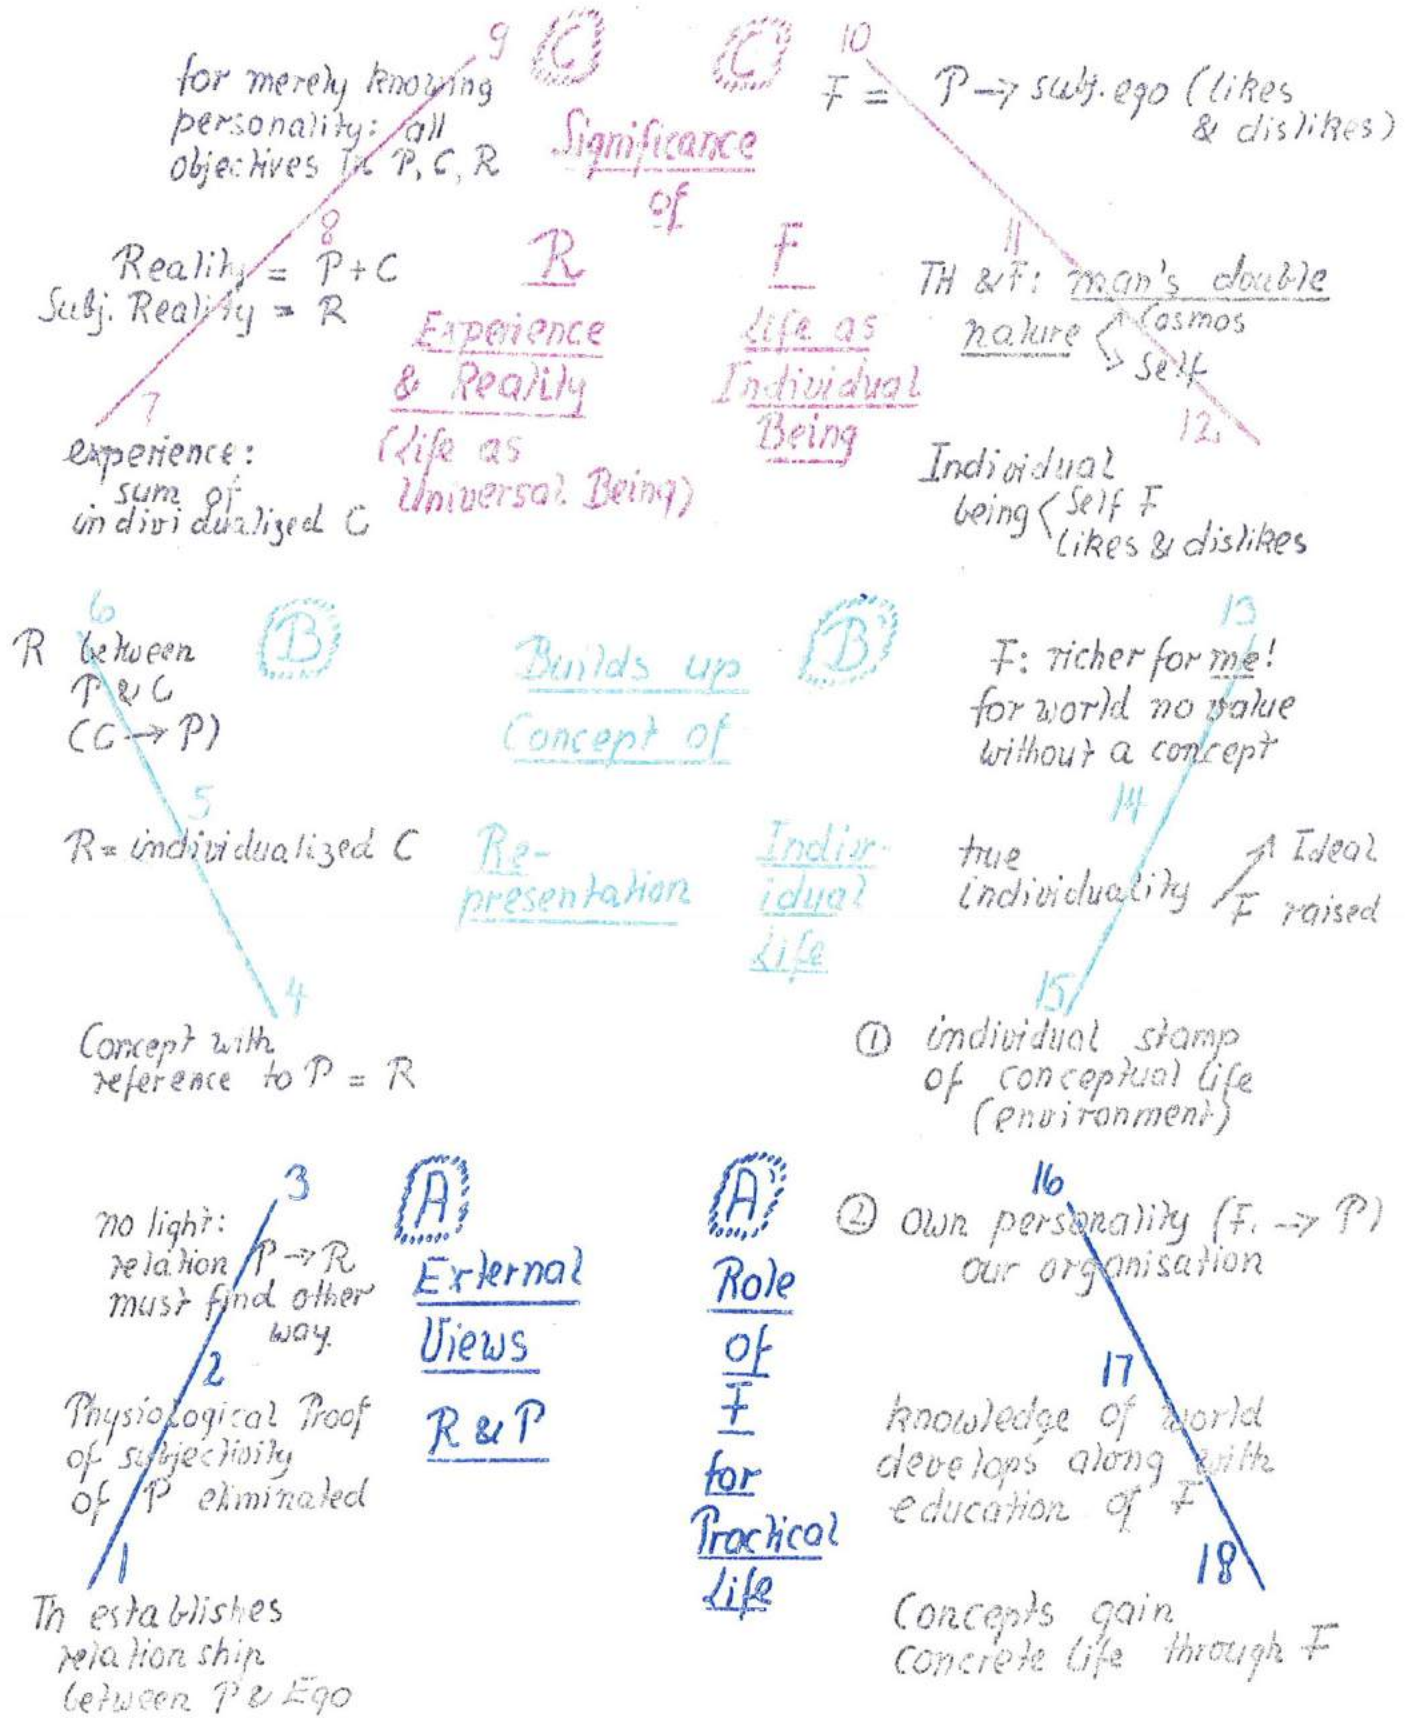 9
C
C'
10
for merely knowing
personality: all
objectives in P, C, R
Significance
of
F = P → subj. ego (likes
& dislikes)
8
Reality = P + C
Subj. Reality = R
R
Experience
& Reality
(Life as
Universal Being)
F
Life as
Individual
Being
11
TH & F: man's double
nature < Cosmos
Self
7
experience:
sum of
individualized C
12
Individual
being < Self F
Likes & dislikes
6
R between
P & C
(C → P)
B
Builds up
Concept of
B'
13
F: richer for me!
for world no value
without a concept
5
R = individualized C
Re-
presentation
Indiv-
idual
Life
14
true
individuality
Ideal
F raised
4
Concept with
reference to P = R
15
① individual stamp
of conceptual life
(environment)
3
no light:
relation P → R
must find other
way.
A
External
Views
R & P
A'
Role
of
F
for
Practical
Life
16
② own personality (F. → P)
our organisation
2
Physiological Proof
of subjectivity
of P eliminated
17
knowledge of world
develops along with
education of F
1
Th establishes
relationship
between P & Ego
18
Concepts gain
concrete life through F